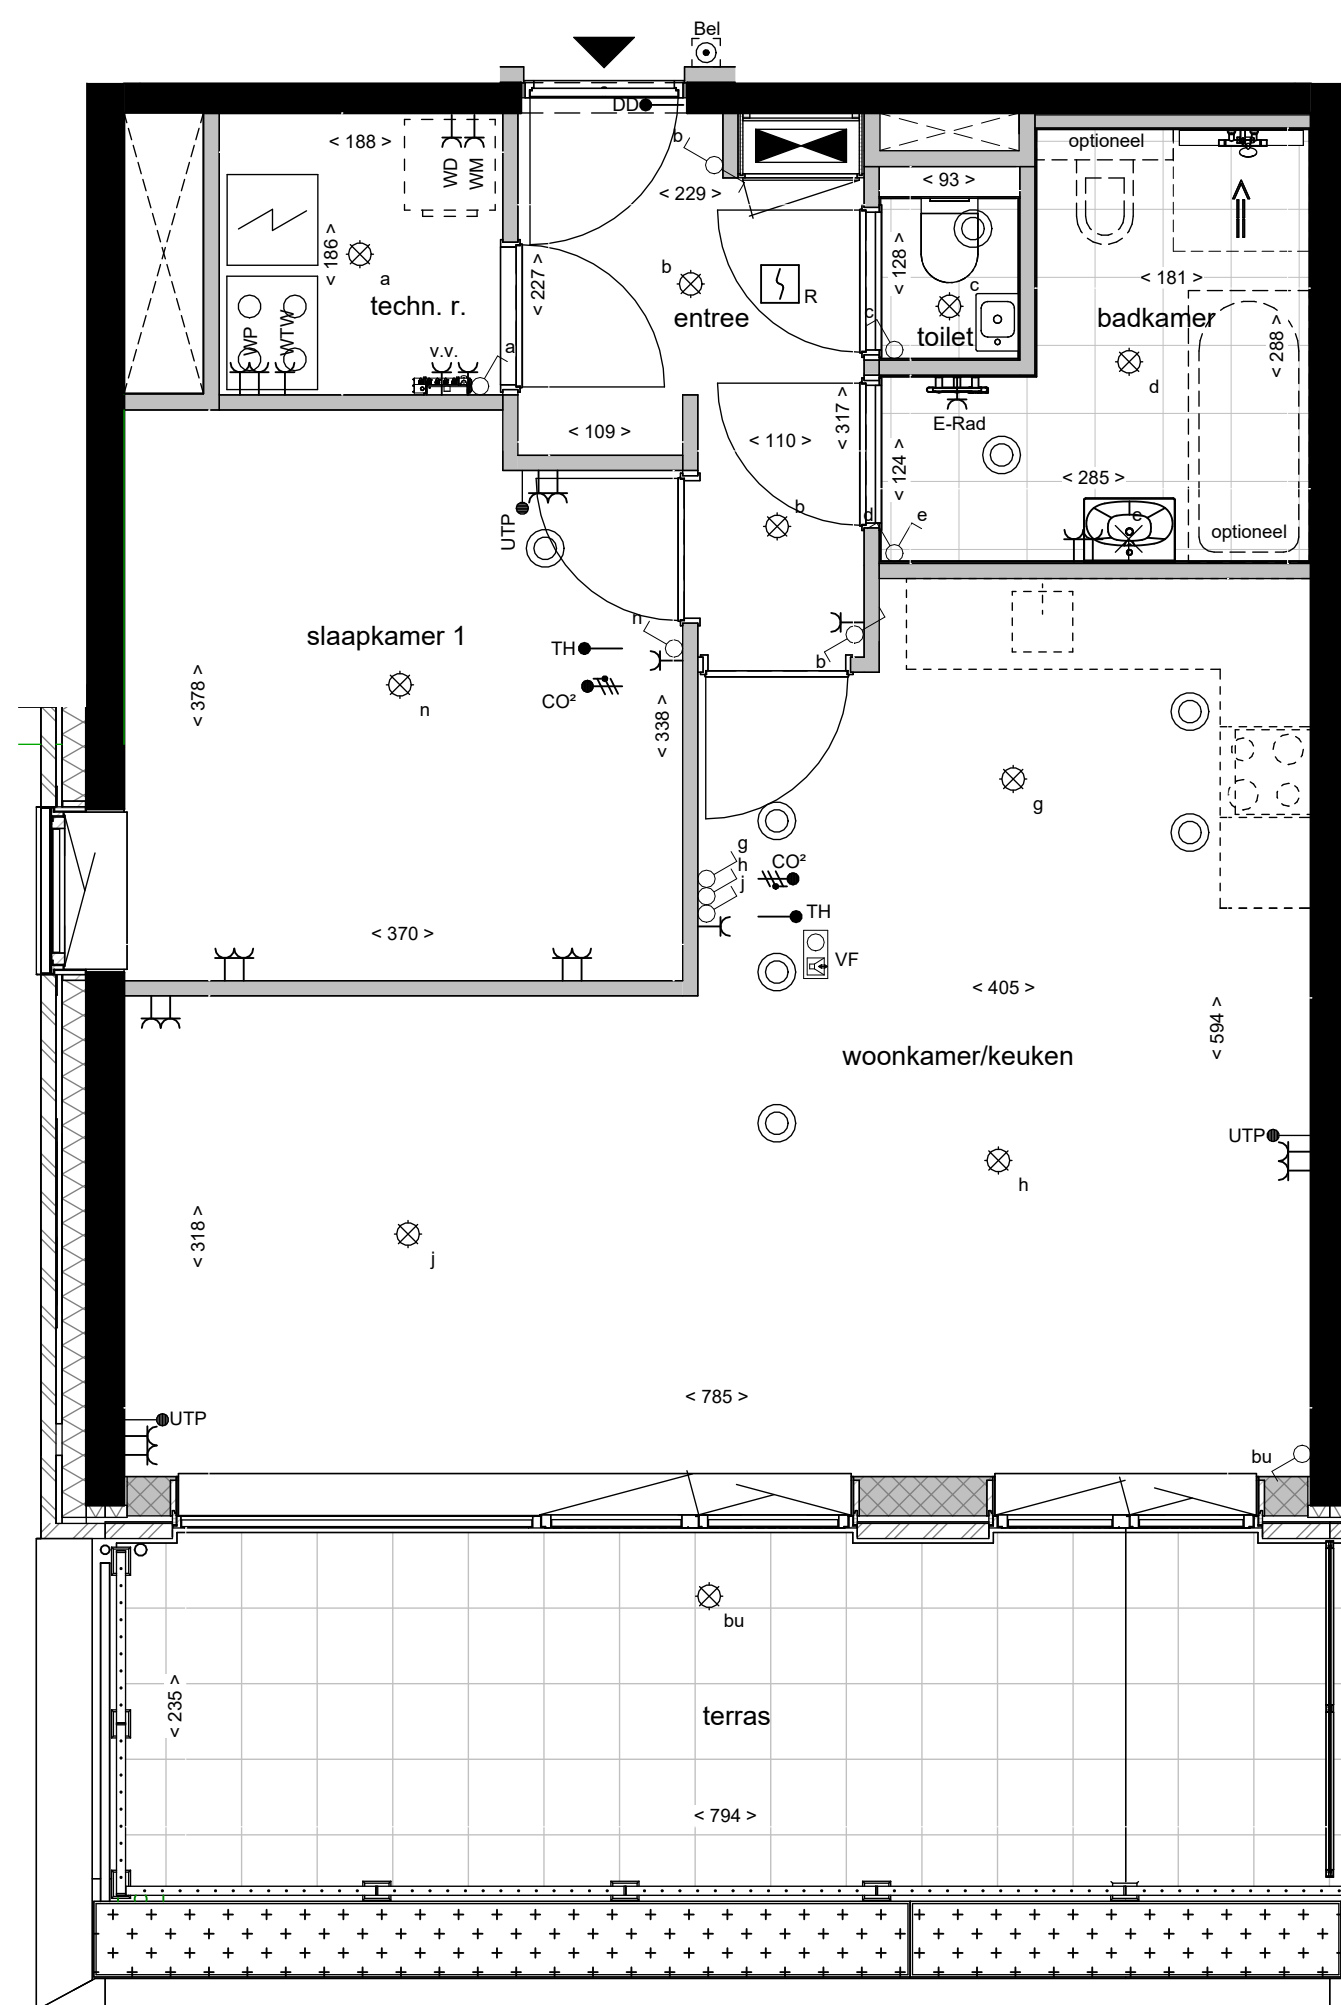 Bel
DD
b
< 188 >
WD
WM
optioneel
< 229 >
< 93 >
< 186 >
a
techn. r.
< 227 >
b
entree
R
< 128 >
c
c
toilet
< 181 >
badkamer
< 288 >
d
WP
WTW
v.v.
a
< 109 >
< 110 >
< 317 >
E-Rad
< 124 >
< 285 >
UTP
b
d
e
e
optioneel
slaapkamer 1
n
TH
CO²
b
< 378 >
n
< 338 >
g
g
h
j
CO²
TH
VF
< 370 >
< 405 >
< 594 >
woonkamer/keuken
UTP
h
< 318 >
j
< 785 >
UTP
bu
bu
< 235 >
terras
< 794 >